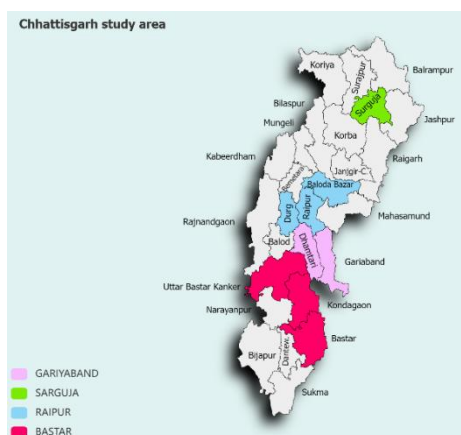 Chhattisgarh study area
Koriya
Surajpur
Balrampur
Surguja
Bilaspur
Jashpur
Mungeli
Korba
Kabeerdham
Raigarh
Janjgir-C
Bemetara
Baloda Bazar
Mahasamund
Rajnandgaon
Durg
Raipur
Balod
Dhamtari
Gariaband
Uttar Bastar Kanker
Kondagaon
Narayanpur
Bastar
Bijapur
Dantew.
Sukma
GARIYABAND
SARGUJA
RAIPUR
BASTAR